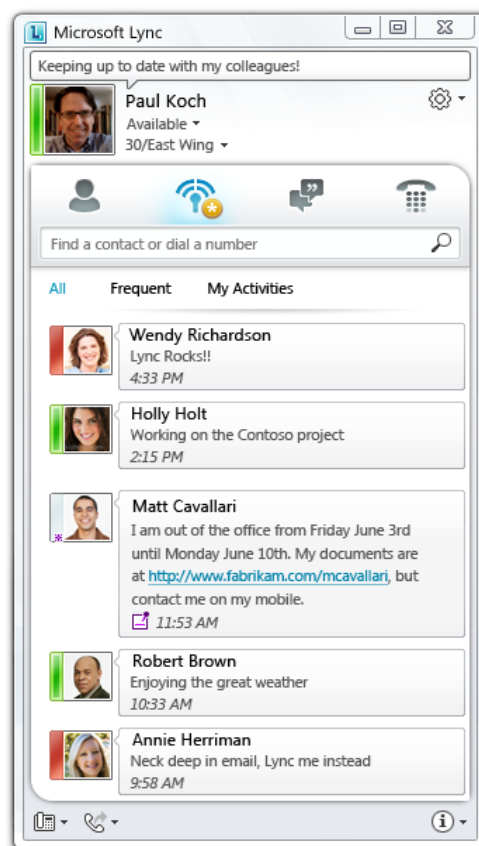 Microsoft Lync
Keeping up to date with my colleagues!
Paul Koch
Available
30/East Wing
Find a contact or dial a number
All Frequent My Activities
Wendy Richardson
Lync Rocks!!
4:33 PM
Holly Holt
Working on the Contoso project
2:15 PM
Matt Cavallari
I am out of the office from Friday June 3rd
until Monday June 10th. My documents are
at http://www.fabrikam.com/mcavallari, but
contact me on my mobile.
11:53 AM
Robert Brown
Enjoying the great weather
10:33 AM
Annie Herriman
Neck deep in email, Lync me instead
9:58 AM